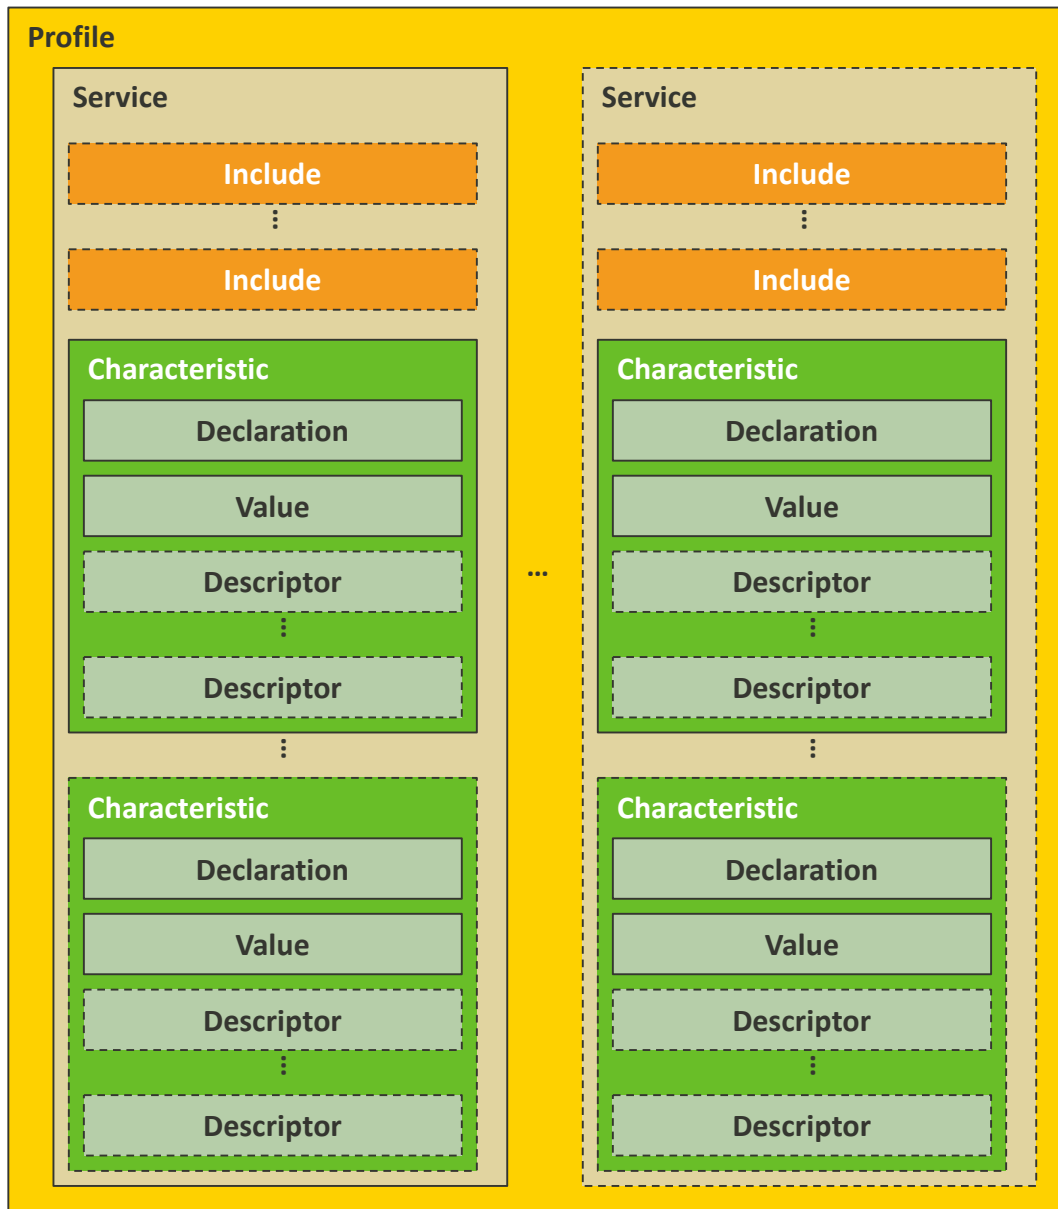 Profile
Service
Include
⋮
Include
Characteristic
Declaration
Value
Descriptor
⋮
Descriptor
⋮
Characteristic
Declaration
Value
Descriptor
⋮
Descriptor
...
Service
Include
⋮
Include
Characteristic
Declaration
Value
Descriptor
⋮
Descriptor
⋮
Characteristic
Declaration
Value
Descriptor
⋮
Descriptor